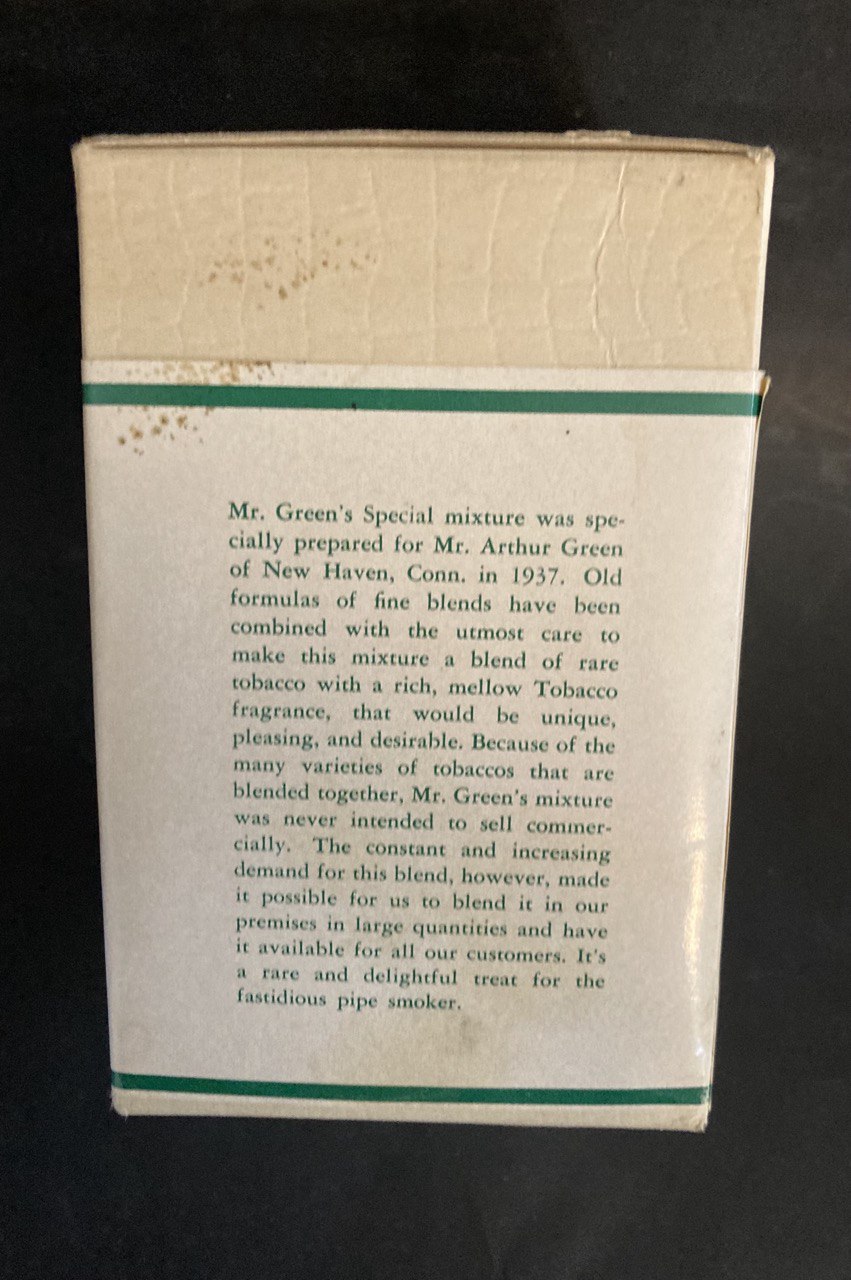 Mr. Green's Special mixture was spe-
cially prepared for Mr. Arthur Green
of New Haven, Conn. in 1937. Old
formulas of fine blends have been
combined with the utmost care to
make this mixture a blend of rare
tobacco with a rich, mellow Tobacco
fragrance, that would be unique,
pleasing, and desirable. Because of the
many varieties of tobaccos that are
blended together, Mr. Green's mixture
was never intended to sell commer-
cially. The constant and increasing
demand for this blend, however, made
it possible for us to blend it in our
premises in large quantities and have
it available for all our customers. It's
a rare and delightful treat for the
fastidious pipe smoker.